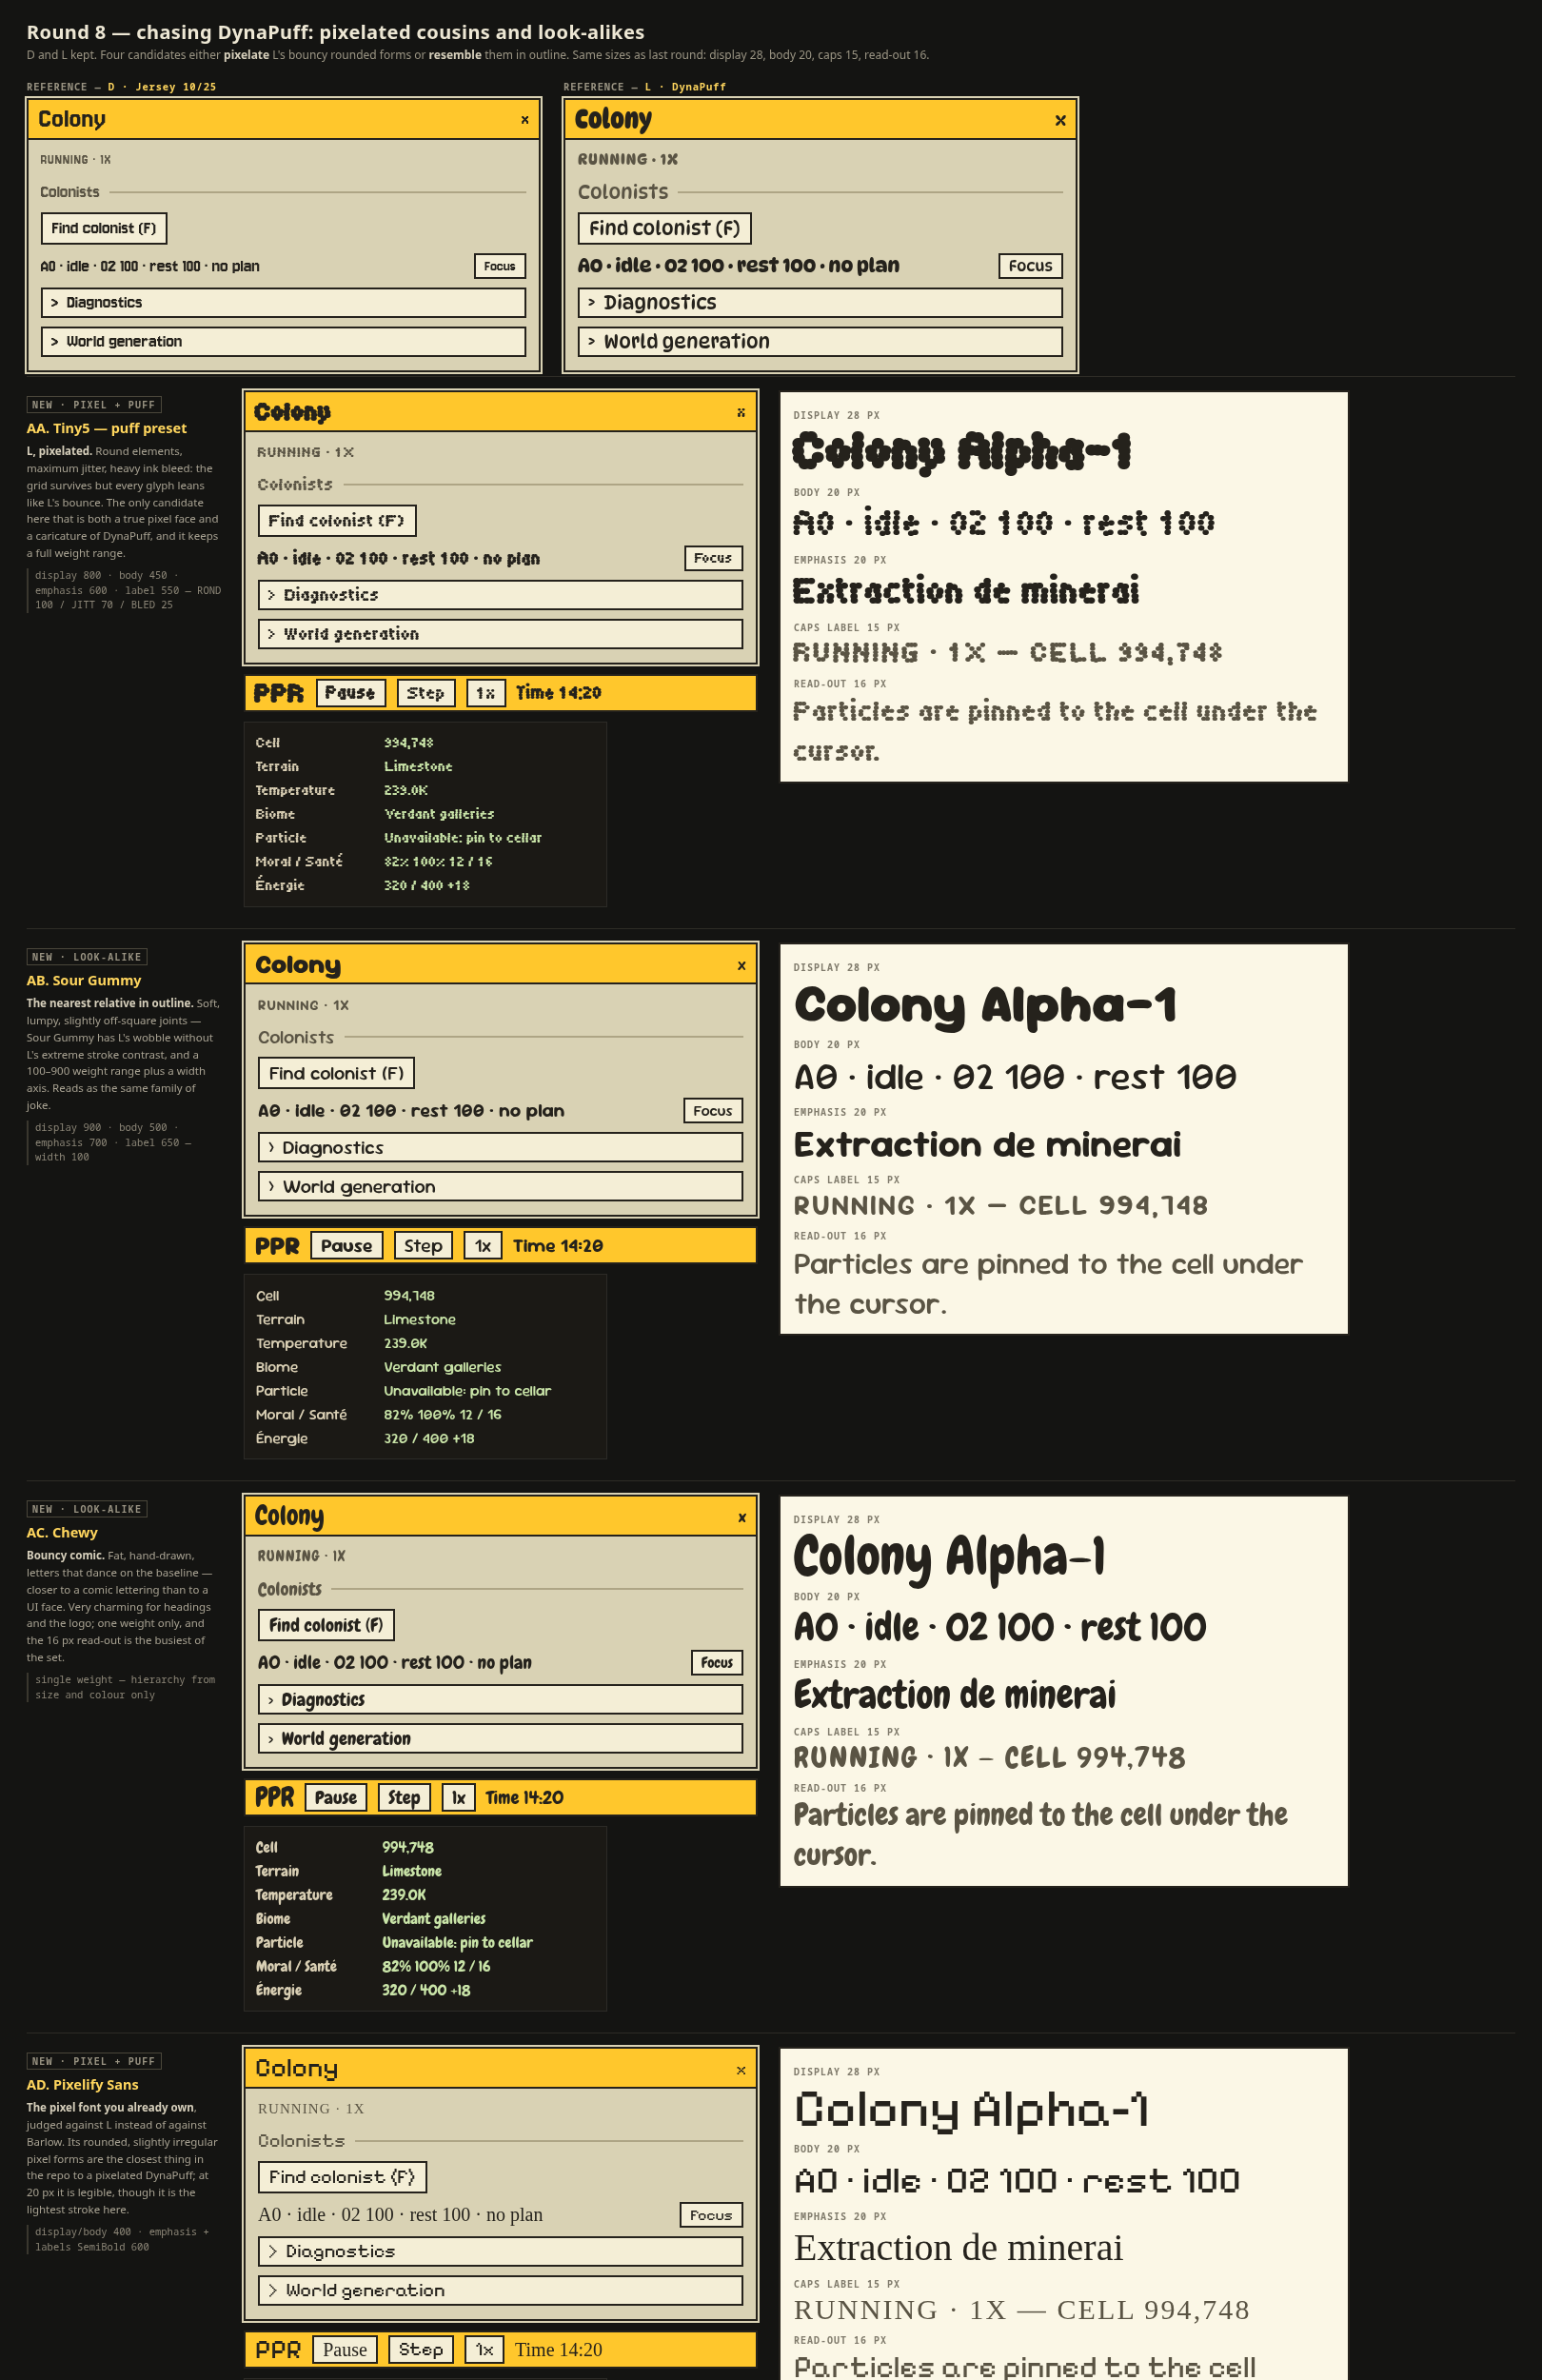 Round 8 — chasing DynaPuff: pixelated cousins and look-alikes
D and L kept. Four candidates either pixelate L's bouncy rounded forms or resemble them in outline. Same sizes as last round: display 28, body 20, caps 15, read-out 16.
REFERENCE — D · Jersey 10/25
Colony ×
RUNNING · 1X
Colonists
Find colonist (F)
A0 · idle · 02 100 · rest 100 · no plan Focus
> Diagnostics
> World generation
REFERENCE — L · DynaPuff
Colony ×
RUNNING · 1X
Colonists
Find colonist (F)
A0 · idle · 02 100 · rest 100 · no plan Focus
> Diagnostics
> World generation
NEW · PIXEL + PUFF
AA. Tiny5 — puff preset
L, pixelated. Round elements,
maximum jitter, heavy ink bleed: the
grid survives but every glyph leans
like L's bounce. The only candidate
here that is both a true pixel face and
a caricature of DynaPuff, and it keeps
a full weight range.
display 800 · body 450 ·
emphasis 600 · label 550 — ROND
100 / JITT 70 / BLED 25
Colony ×
RUNNING · 1X
Colonists
Find colonist (F)
A0 · idle · 02 100 · rest 100 · no plan Focus
> Diagnostics
> World generation
PPR Pause Step 1x Time 14:20
Cell 994,748
Terrain Limestone
Temperature 239.0K
Biome Verdant galleries
Particle Unavailable: pin to cellar
Moral / Santé 82% 100% 12 / 16
Énergie 320 / 400 +18
DISPLAY 28 PX
Colony Alpha-1
BODY 20 PX
A0 · idle · 02 100 · rest 100
EMPHASIS 20 PX
Extraction de minerai
CAPS LABEL 15 PX
RUNNING · 1X — CELL 994,748
READ-OUT 16 PX
Particles are pinned to the cell under the
cursor.
NEW · LOOK-ALIKE
AB. Sour Gummy
The nearest relative in outline. Soft,
lumpy, slightly off-square joints —
Sour Gummy has L's wobble without
L's extreme stroke contrast, and a
100–900 weight range plus a width
axis. Reads as the same family of
joke.
display 900 · body 500 ·
emphasis 700 · label 650 —
width 100
Colony ×
RUNNING · 1X
Colonists
Find colonist (F)
A0 · idle · 02 100 · rest 100 · no plan Focus
› Diagnostics
› World generation
PPR Pause Step 1x Time 14:20
Cell 994,748
Terrain Limestone
Temperature 239.0K
Biome Verdant galleries
Particle Unavailable: pin to cellar
Moral / Santé 82% 100% 12 / 16
Énergie 320 / 400 +18
DISPLAY 28 PX
Colony Alpha-1
BODY 20 PX
A0 · idle · 02 100 · rest 100
EMPHASIS 20 PX
Extraction de minerai
CAPS LABEL 15 PX
RUNNING · 1X — CELL 994,748
READ-OUT 16 PX
Particles are pinned to the cell under
the cursor.
NEW · LOOK-ALIKE
AC. Chewy
Bouncy comic. Fat, hand-drawn,
letters that dance on the baseline —
closer to a comic lettering than to a
UI face. Very charming for headings
and the logo; one weight only, and
the 16 px read-out is the busiest of
the set.
single weight — hierarchy from
size and colour only
Colony ×
RUNNING · 1X
Colonists
Find colonist (F)
A0 · idle · 02 100 · rest 100 · no plan Focus
› Diagnostics
› World generation
PPR Pause Step 1x Time 14:20
Cell 994,748
Terrain Limestone
Temperature 239.0K
Biome Verdant galleries
Particle Unavailable: pin to cellar
Moral / Santé 82% 100% 12 / 16
Énergie 320 / 400 +18
DISPLAY 28 PX
Colony Alpha-1
BODY 20 PX
A0 · idle · 02 100 · rest 100
EMPHASIS 20 PX
Extraction de minerai
CAPS LABEL 15 PX
RUNNING · 1X — CELL 994,748
READ-OUT 16 PX
Particles are pinned to the cell under the
cursor.
NEW · PIXEL + PUFF
AD. Pixelify Sans
The pixel font you already own,
judged against L instead of against
Barlow. Its rounded, slightly irregular
pixel forms are the closest thing in
the repo to a pixelated DynaPuff; at
20 px it is legible, though it is the
lightest stroke here.
display/body 400 · emphasis +
labels SemiBold 600
Colony ×
RUNNING · 1X
Colonists
Find colonist (F)
A0 · idle · 02 100 · rest 100 · no plan Focus
> Diagnostics
> World generation
PPR Pause Step 1x Time 14:20
DISPLAY 28 PX
Colony Alpha-1
BODY 20 PX
A0 · idle · 02 100 · rest 100
EMPHASIS 20 PX
Extraction de minerai
CAPS LABEL 15 PX
RUNNING · 1X — CELL 994,748
READ-OUT 16 PX
Particles are pinned to the cell